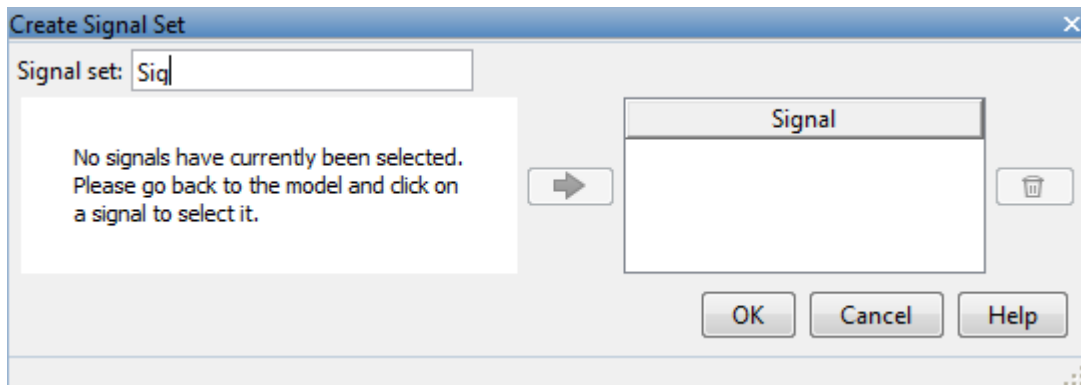 Create Signal Set
Signal set: Sig
No signals have currently been selected.
Please go back to the model and click on
a signal to select it.
Signal
OK Cancel Help